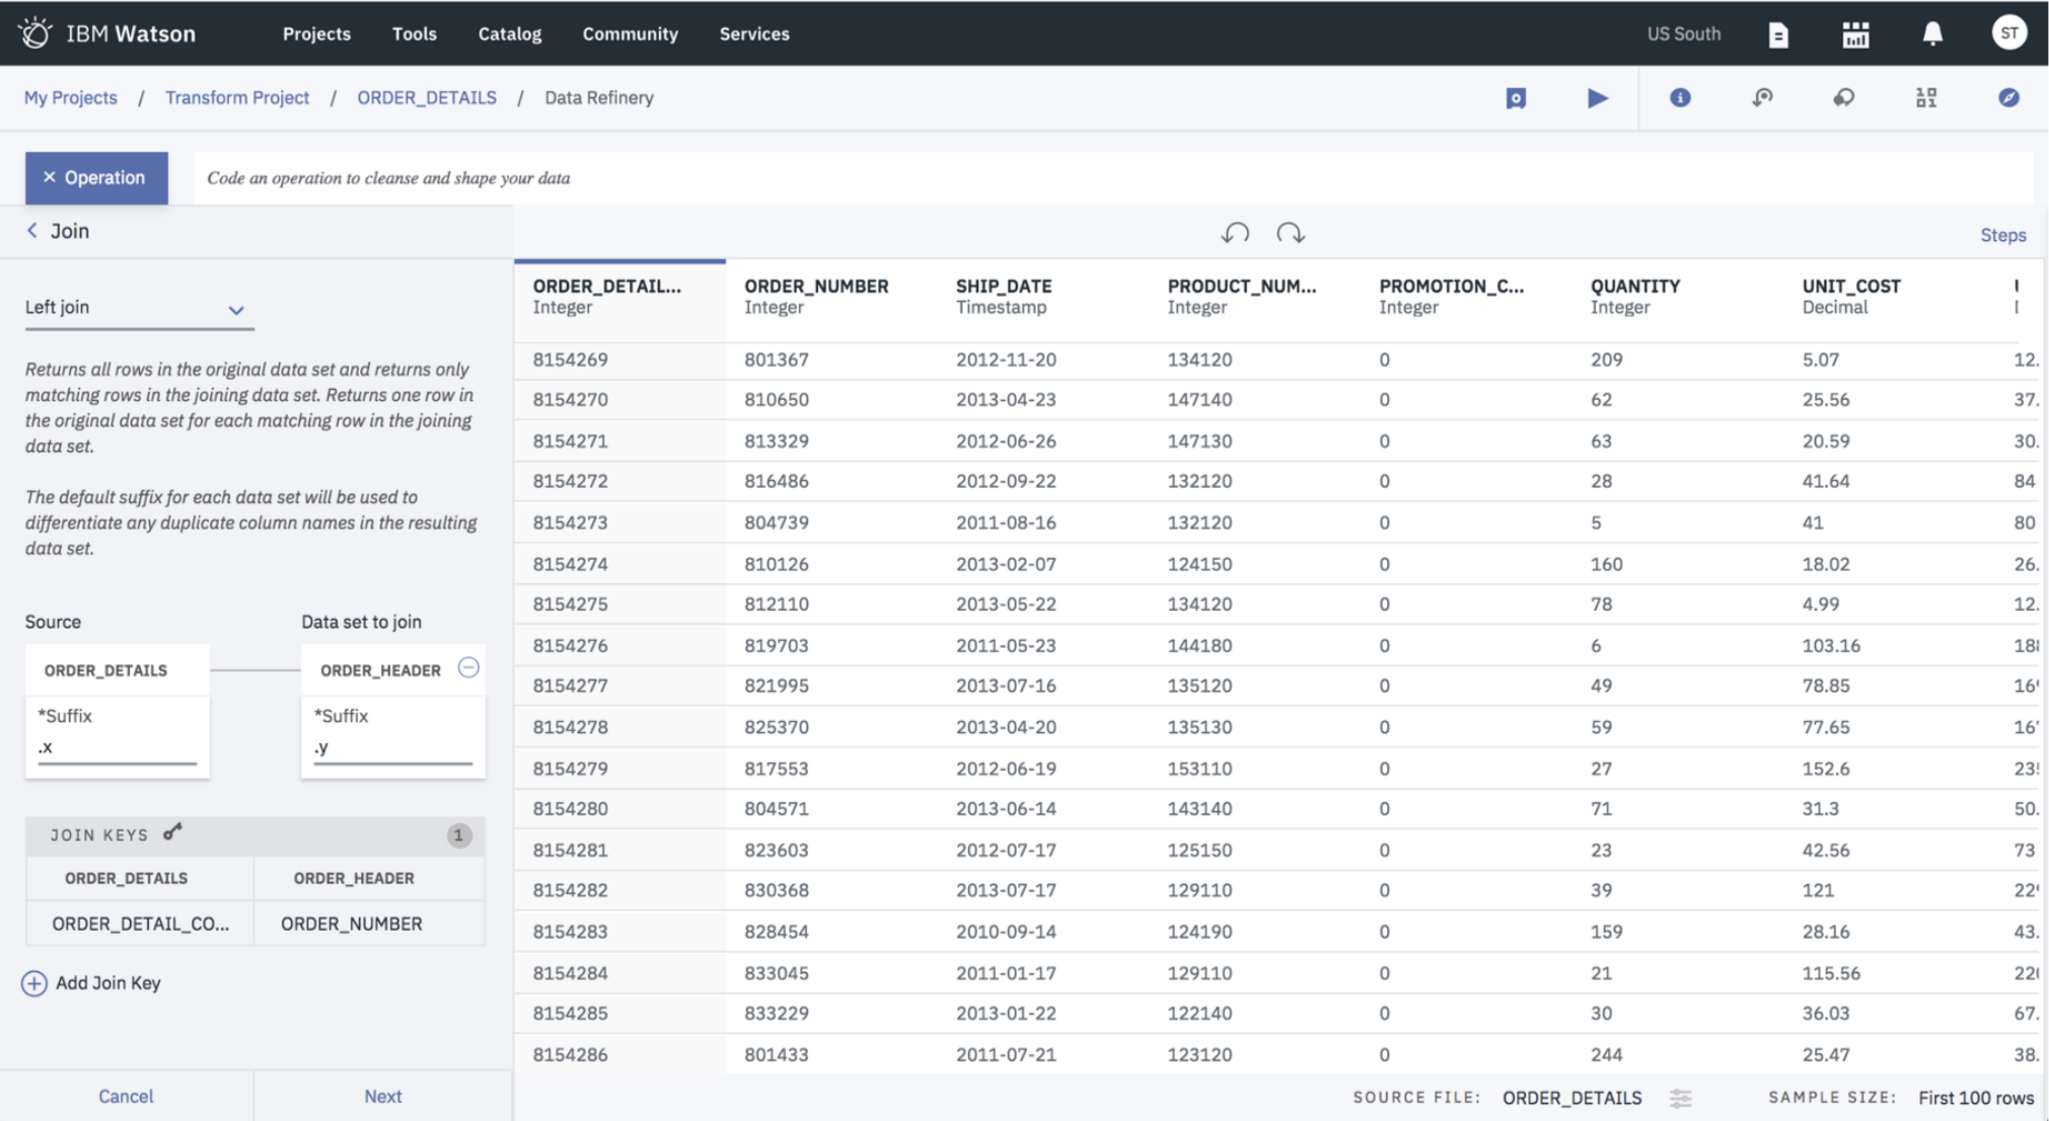 IBM Watson Projects Tools Catalog Community Services US South ST
My Projects / Transform Project / ORDER_DETAILS / Data Refinery
× Operation Code an operation to cleanse and shape your data
< Join
Steps
Left join
Returns all rows in the original data set and returns only
matching rows in the joining data set. Returns one row in
the original data set for each matching row in the joining
data set.
The default suffix for each data set will be used to
differentiate any duplicate column names in the resulting
data set.
Source Data set to join
ORDER_DETAILS ORDER_HEADER
*Suffix *Suffix
.x .y
JOIN KEYS 1
ORDER_DETAILS ORDER_HEADER
ORDER_DETAIL_CO... ORDER_NUMBER
Add Join Key
Cancel Next
ORDER_DETAIL... ORDER_NUMBER SHIP_DATE PRODUCT_NUM... PROMOTION_C... QUANTITY UNIT_COST
Integer Integer Timestamp Integer Integer Integer Decimal
8154269 801367 2012-11-20 134120 0 209 5.07 12.
8154270 810650 2013-04-23 147140 0 62 25.56 37.
8154271 813329 2012-06-26 147130 0 63 20.59 30.
8154272 816486 2012-09-22 132120 0 28 41.64 84
8154273 804739 2011-08-16 132120 0 5 41 80
8154274 810126 2013-02-07 124150 0 160 18.02 26.
8154275 812110 2013-05-22 134120 0 78 4.99 12.
8154276 819703 2011-05-23 144180 0 6 103.16
8154277 821995 2013-07-16 135120 0 49 78.85
8154278 825370 2013-04-20 135130 0 59 77.65
8154279 817553 2012-06-19 153110 0 27 152.6
8154280 804571 2013-06-14 143140 0 71 31.3 50.
8154281 823603 2012-07-17 125150 0 23 42.56 73
8154282 830368 2013-07-17 129110 0 39 121
8154283 828454 2010-09-14 124190 0 159 28.16 43.
8154284 833045 2011-01-17 129110 0 21 115.56
8154285 833229 2013-01-22 122140 0 30 36.03 67.
8154286 801433 2011-07-21 123120 0 244 25.47 38.
SOURCE FILE: ORDER_DETAILS SAMPLE SIZE: First 100 rows